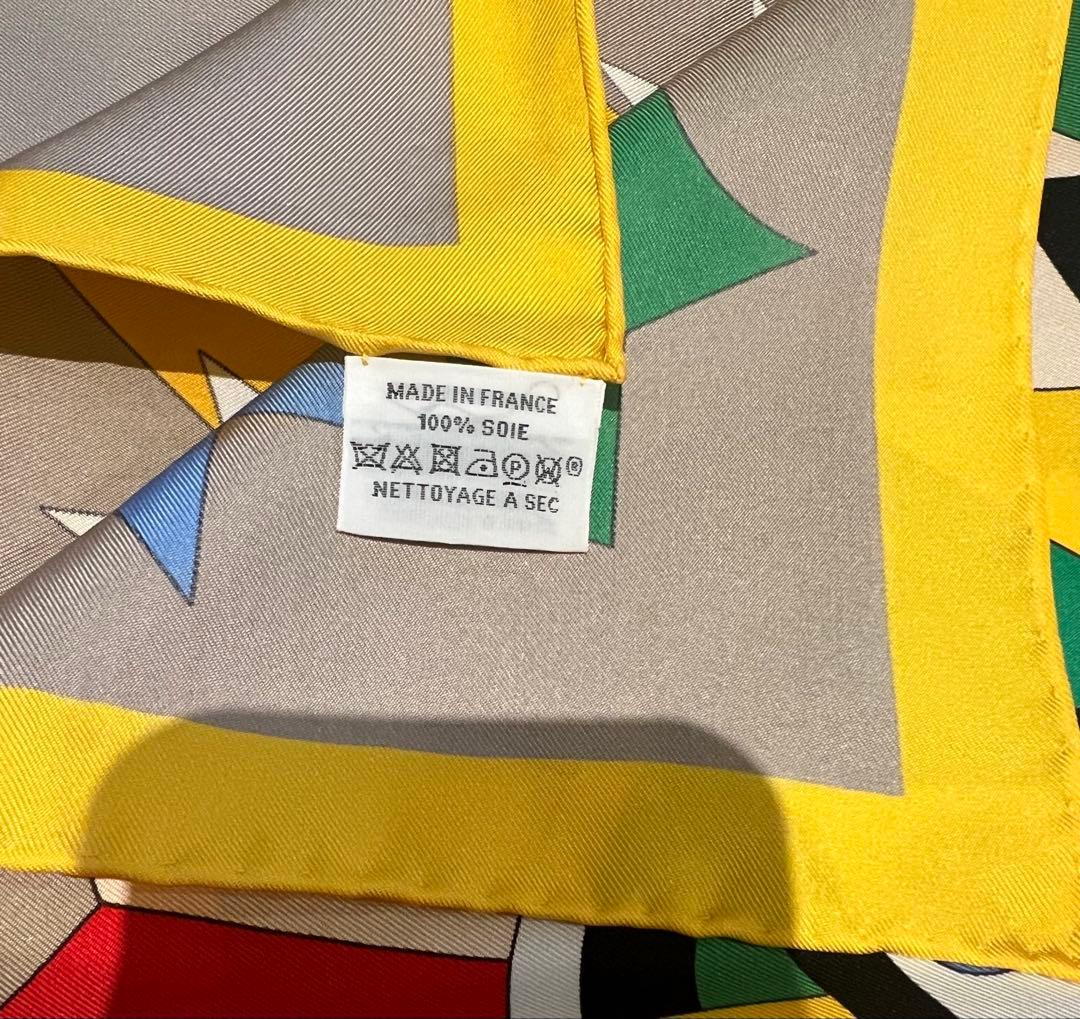 MADE IN FRANCE
100% SOIE
P ®
NETTOYAGE A SEC